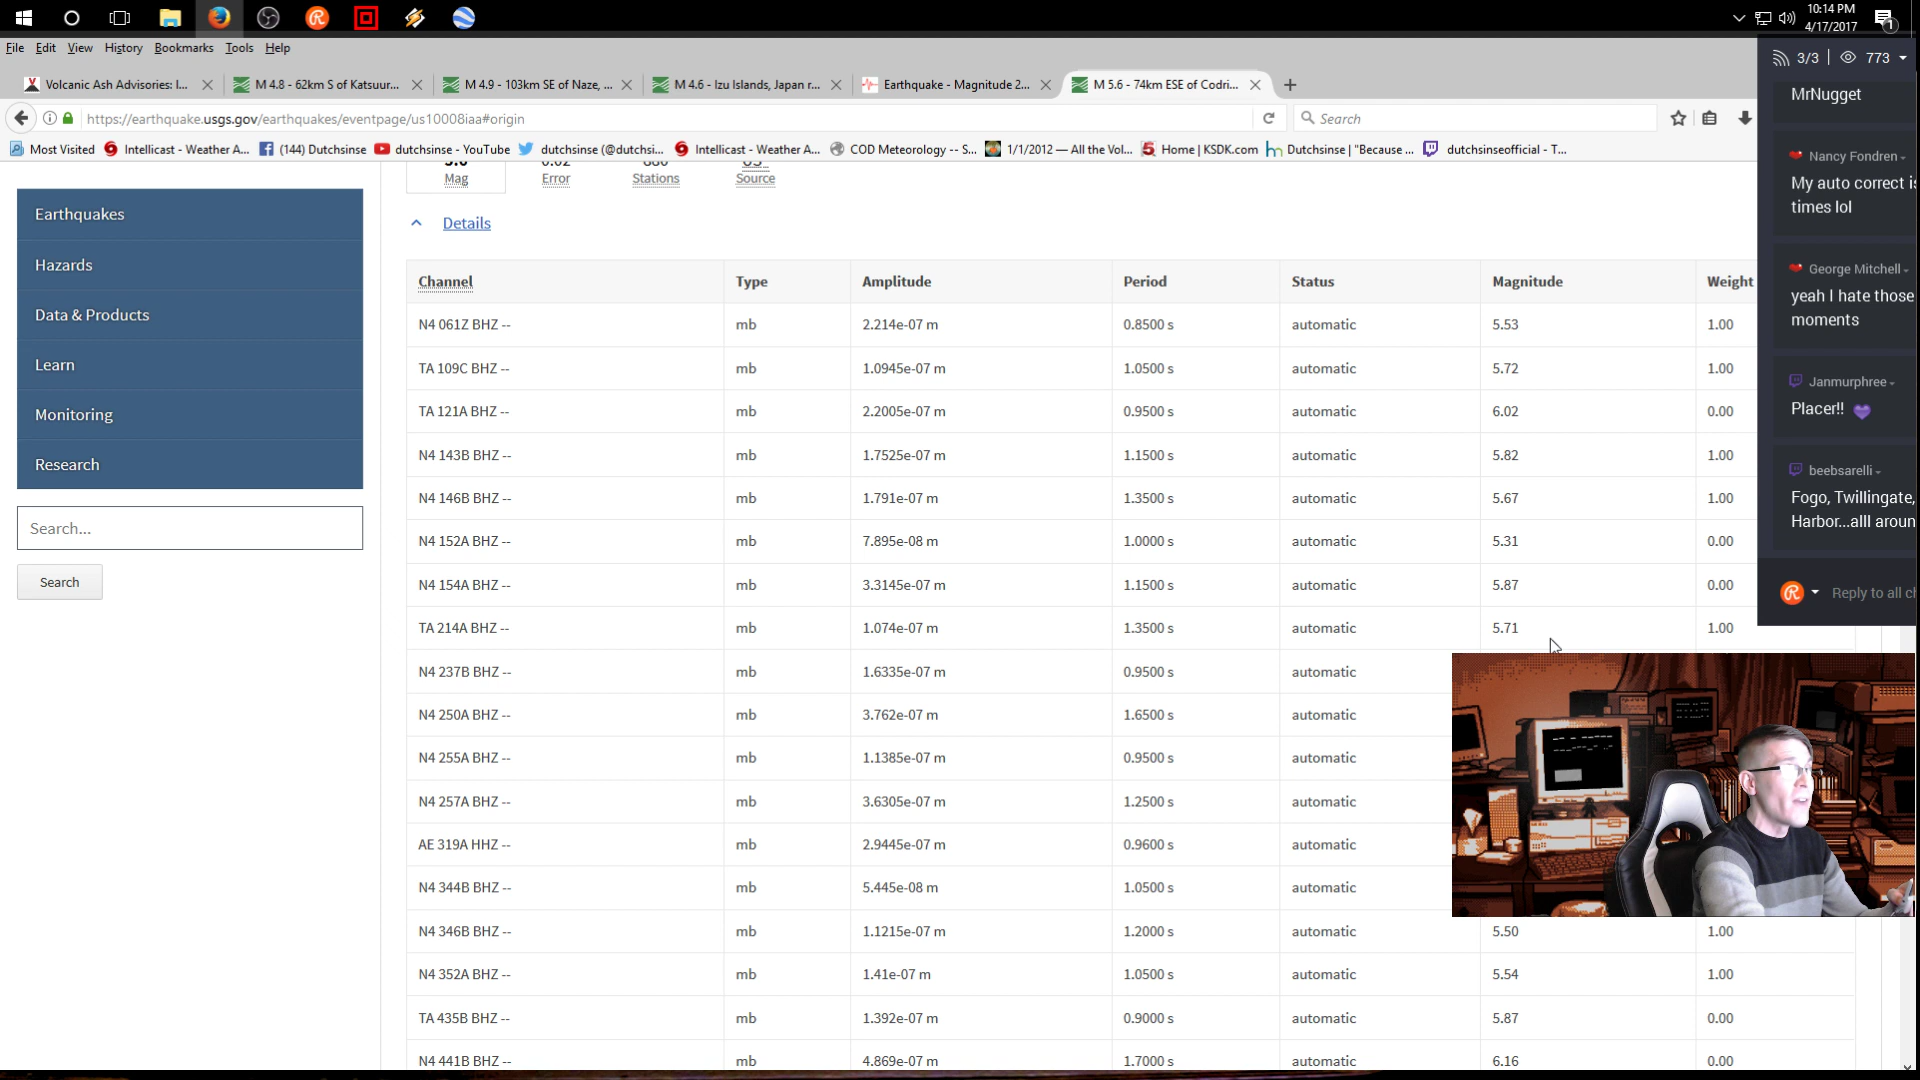 10:14 PM
4/17/2017
1
File Edit View History Bookmarks Tools Help
Volcanic Ash Advisories: I...
M 4.8 - 62km S of Katsuur...
M 4.9 - 103km SE of Naze, ...
M 4.6 - Izu Islands, Japan r...
Earthquake - Magnitude 2...
M 5.6 - 74km ESE of Codri...
https://earthquake.usgs.gov/earthquakes/eventpage/us10008iaa#origin
Search
Most Visited
Intellicast - Weather A...
(144) Dutchsinse
dutchsinse - YouTube
dutchsinse (@dutchsi...
Intellicast - Weather A...
COD Meteorology -- S...
1/1/2012 — All the Vol...
Home | KSDK.com
Dutchsinse | "Because ...
dutchsinseofficial - T...
3/3 773
MrNugget
Nancy Fondren
My auto correct is
times lol
George Mitchell
yeah I hate those
moments
Janmurphree
Placer!!
beebsarelli
Fogo, Twillingate,
Harbor...alll aroun
Reply to all ch
Earthquakes
Hazards
Data & Products
Learn
Monitoring
Research
Search...
Search
Mag Error Stations Source
Details
Channel Type Amplitude Period Status Magnitude Weight
N4 061Z BHZ -- mb 2.214e-07 m 0.8500 s automatic 5.53 1.00
TA 109C BHZ -- mb 1.0945e-07 m 1.0500 s automatic 5.72 1.00
TA 121A BHZ -- mb 2.2005e-07 m 0.9500 s automatic 6.02 0.00
N4 143B BHZ -- mb 1.7525e-07 m 1.1500 s automatic 5.82 1.00
N4 146B BHZ -- mb 1.791e-07 m 1.3500 s automatic 5.67 1.00
N4 152A BHZ -- mb 7.895e-08 m 1.0000 s automatic 5.31 0.00
N4 154A BHZ -- mb 3.3145e-07 m 1.1500 s automatic 5.87 0.00
TA 214A BHZ -- mb 1.074e-07 m 1.3500 s automatic 5.71 1.00
N4 237B BHZ -- mb 1.6335e-07 m 0.9500 s automatic
N4 250A BHZ -- mb 3.762e-07 m 1.6500 s automatic
N4 255A BHZ -- mb 1.1385e-07 m 0.9500 s automatic
N4 257A BHZ -- mb 3.6305e-07 m 1.2500 s automatic
AE 319A HHZ -- mb 2.9445e-07 m 0.9600 s automatic
N4 344B BHZ -- mb 5.445e-08 m 1.0500 s automatic
N4 346B BHZ -- mb 1.1215e-07 m 1.2000 s automatic 5.50 1.00
N4 352A BHZ -- mb 1.41e-07 m 1.0500 s automatic 5.54 1.00
TA 435B BHZ -- mb 1.392e-07 m 0.9000 s automatic 5.87 0.00
N4 441B BHZ -- mb 4.869e-07 m 1.7000 s automatic 6.16 0.00